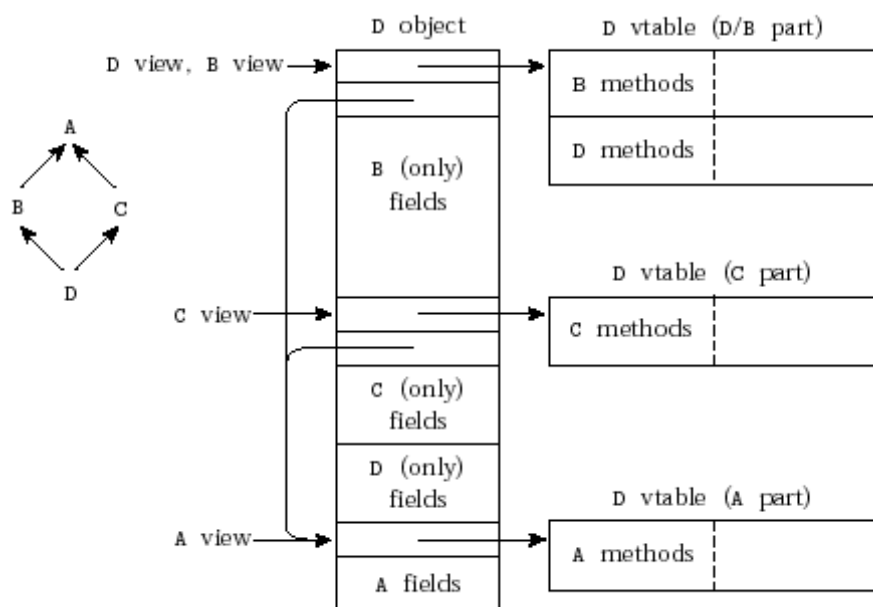 D object
D vtable (D/B part)
D view, B view
B methods
D methods
A
B (only)
fields
B
C
D
D vtable (C part)
C view
C methods
C (only)
fields
D (only)
fields
D vtable (A part)
A view
A methods
A fields